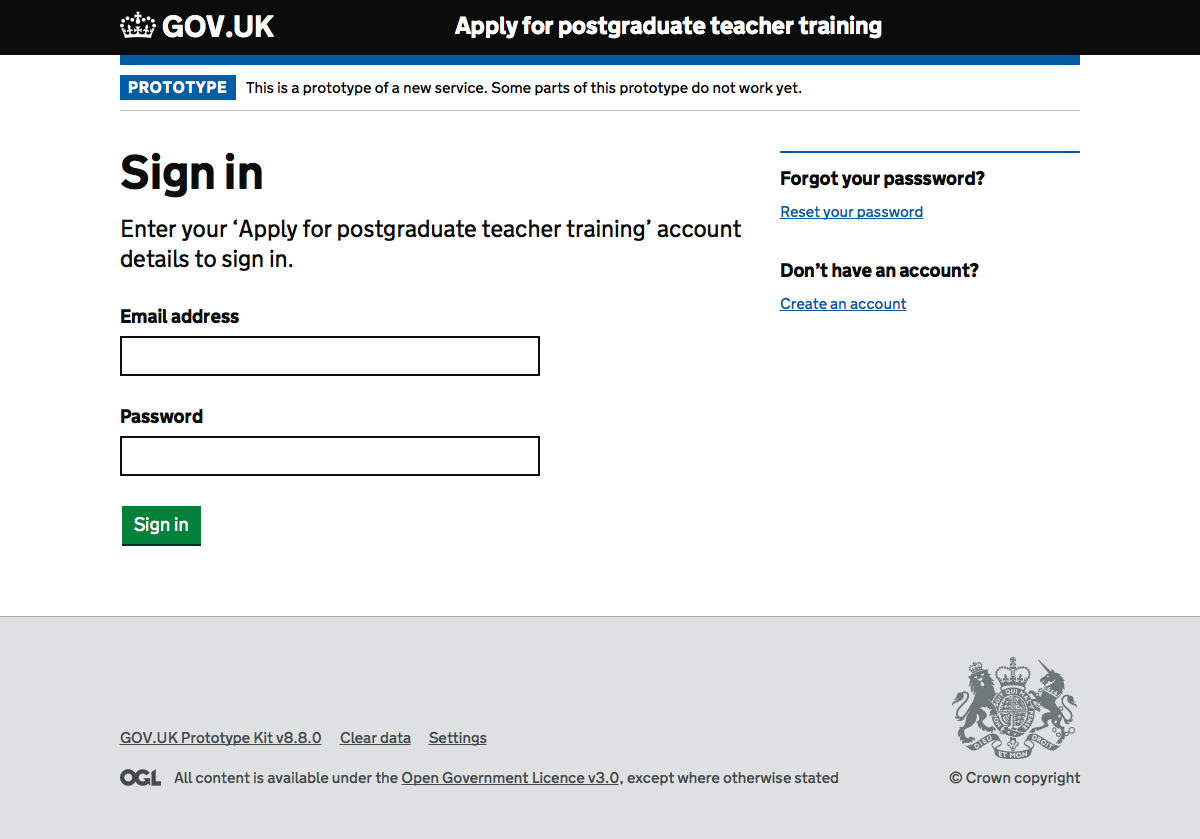 GOV.UK
Apply for postgraduate teacher training
PROTOTYPE This is a prototype of a new service. Some parts of this prototype do not work yet.
Sign in
Enter your ‘Apply for postgraduate teacher training’ account
details to sign in.
Email address
Password
Sign in
Forgot your passsword?
Reset your password
Don’t have an account?
Create an account
GOV.UK Prototype Kit v8.8.0 Clear data Settings
OGL All content is available under the Open Government Licence v3.0, except where otherwise stated
DIEU ET MON DROIT
© Crown copyright